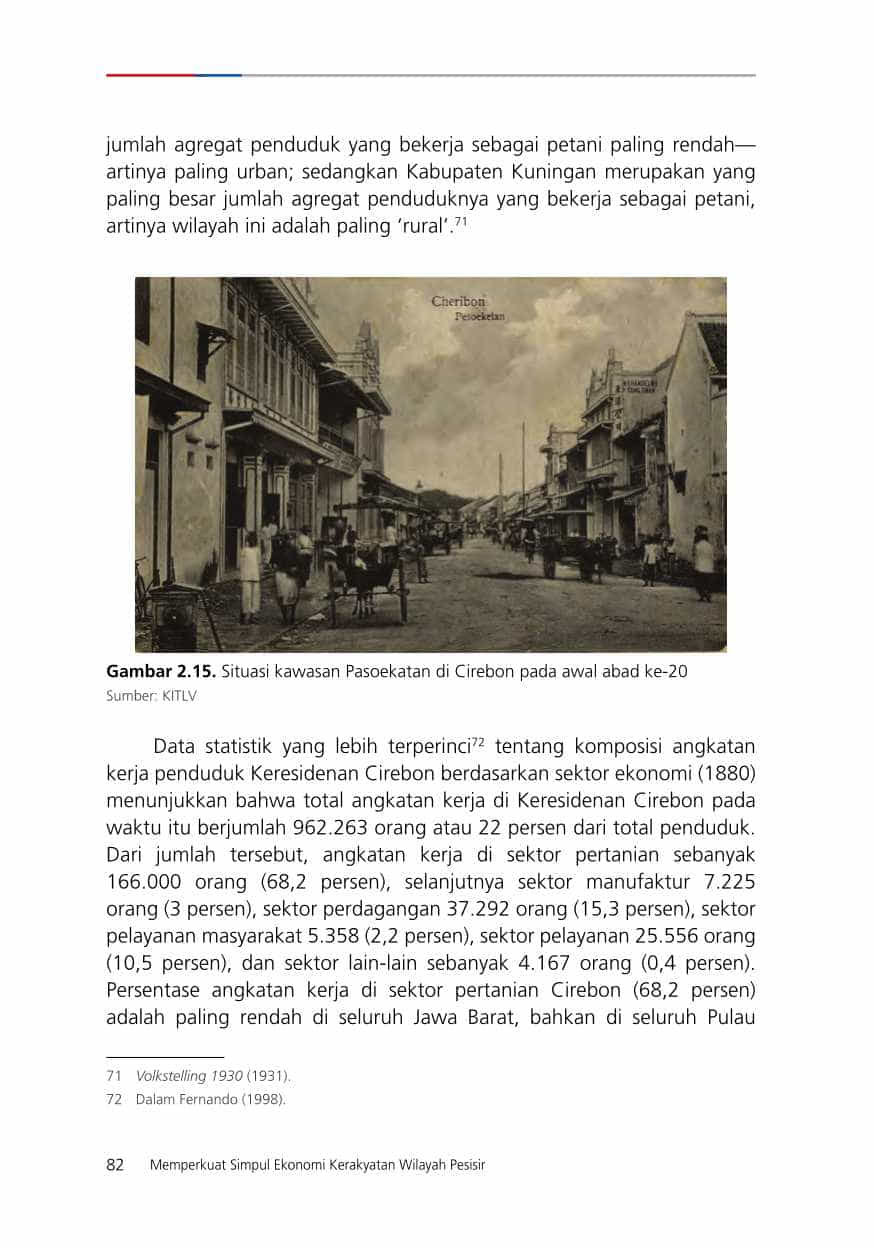 jumlah agregat penduduk yang bekerja sebagai petani paling rendah—
artinya paling urban; sedangkan Kabupaten Kuningan merupakan yang
paling besar jumlah agregat penduduknya yang bekerja sebagai petani,
artinya wilayah ini adalah paling ‘rural’.71
Cheribon
Pesoekeian
Gambar 2.15. Situasi kawasan Pasoekatan di Cirebon pada awal abad ke-20
Sumber: KITLV
Data statistik yang lebih terperinci72 tentang komposisi angkatan
kerja penduduk Keresidenan Cirebon berdasarkan sektor ekonomi (1880)
menunjukkan bahwa total angkatan kerja di Keresidenan Cirebon pada
waktu itu berjumlah 962.263 orang atau 22 persen dari total penduduk.
Dari jumlah tersebut, angkatan kerja di sektor pertanian sebanyak
166.000 orang (68,2 persen), selanjutnya sektor manufaktur 7.225
orang (3 persen), sektor perdagangan 37.292 orang (15,3 persen), sektor
pelayanan masyarakat 5.358 (2,2 persen), sektor pelayanan 25.556 orang
(10,5 persen), dan sektor lain-lain sebanyak 4.167 orang (0,4 persen).
Persentase angkatan kerja di sektor pertanian Cirebon (68,2 persen)
adalah paling rendah di seluruh Jawa Barat, bahkan di seluruh Pulau
71 Volkstelling 1930 (1931).
72 Dalam Fernando (1998).
82 Memperkuat Simpul Ekonomi Kerakyatan Wilayah Pesisir